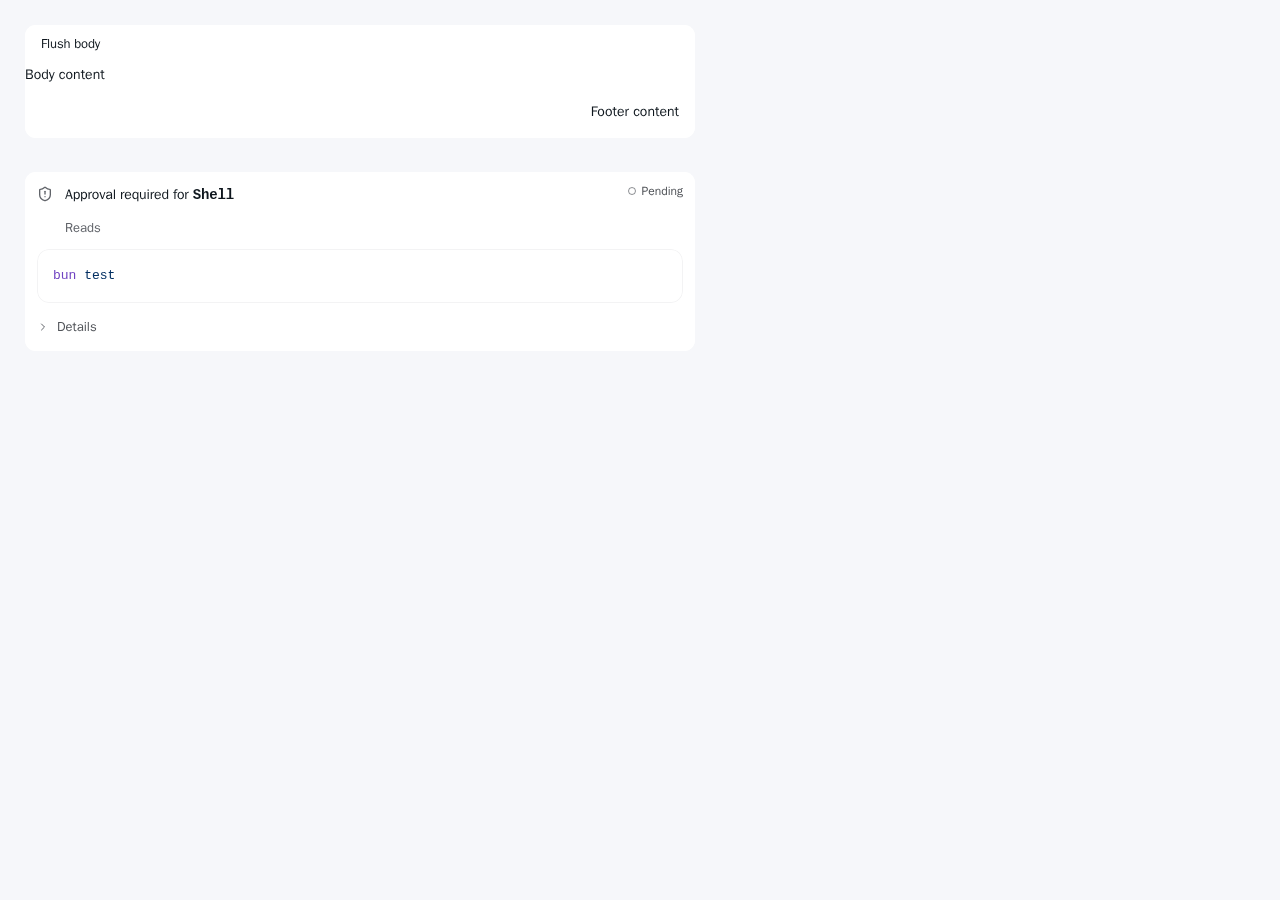 Flush body
Body content
Footer content
Approval required for Shell
Pending
Reads
bun test
Details